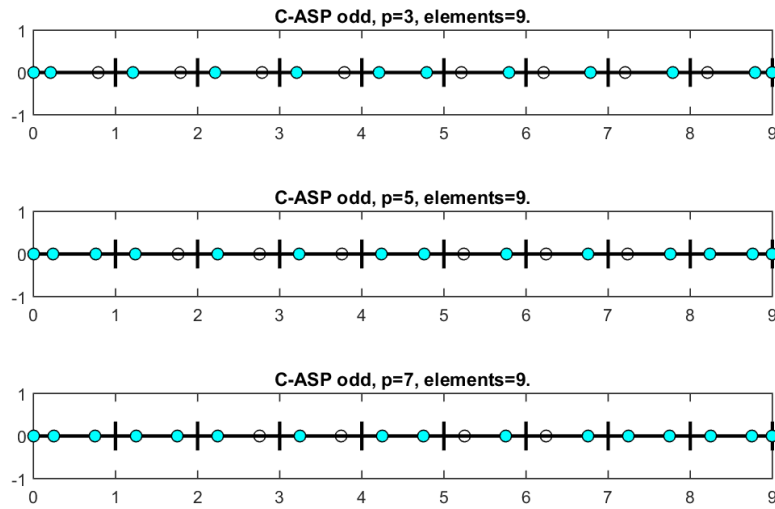 C-ASP odd, p=3, elements=9.
1
0
-1
0 1 2 3 4 5 6 7 8 9
C-ASP odd, p=5, elements=9.
1
0
-1
0 1 2 3 4 5 6 7 8 9
C-ASP odd, p=7, elements=9.
1
0
-1
0 1 2 3 4 5 6 7 8 9